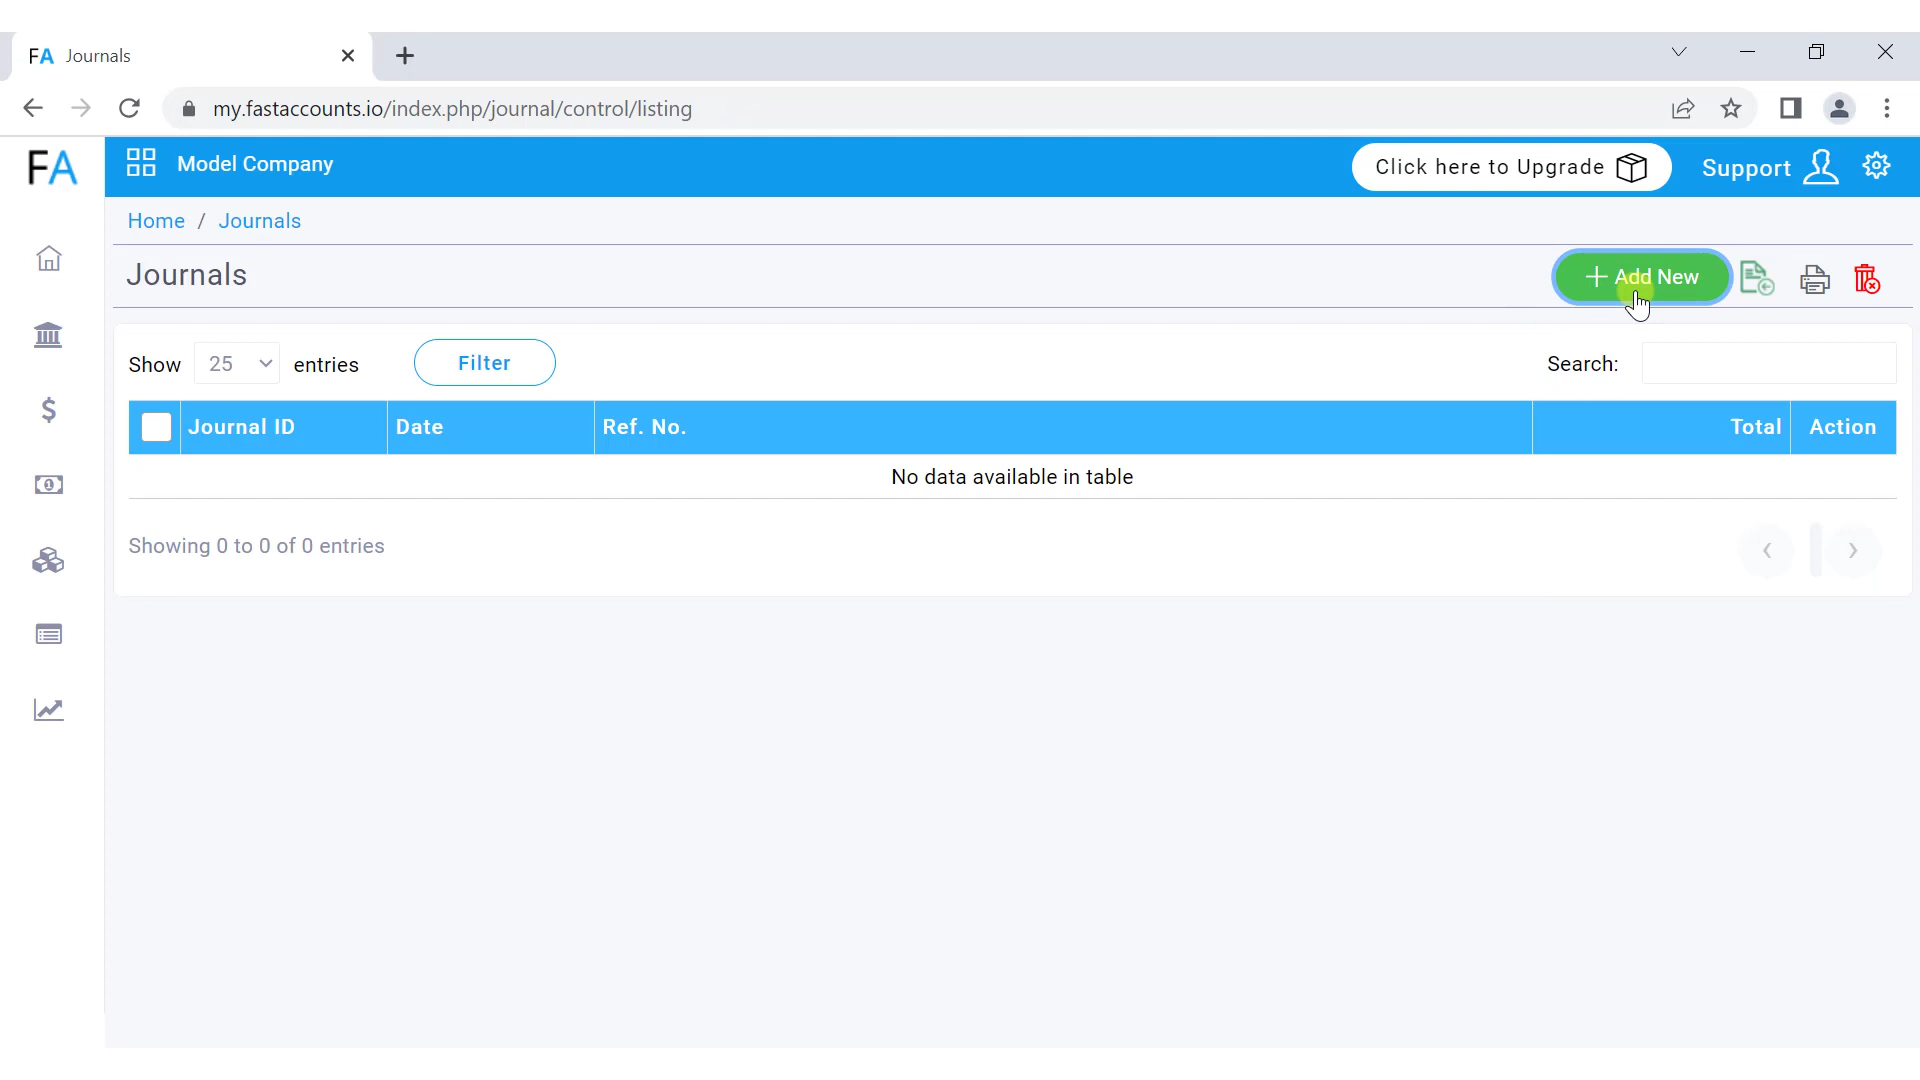 FA Journals
my.fastaccounts.io/index.php/journal/control/listing
FA
Model Company
Click here to Upgrade
Support
Home / Journals
Journals
Add New
Show 25 entries
Filter
Search:
Journal ID Date Ref. No. Total Action
No data available in table
Showing 0 to 0 of 0 entries